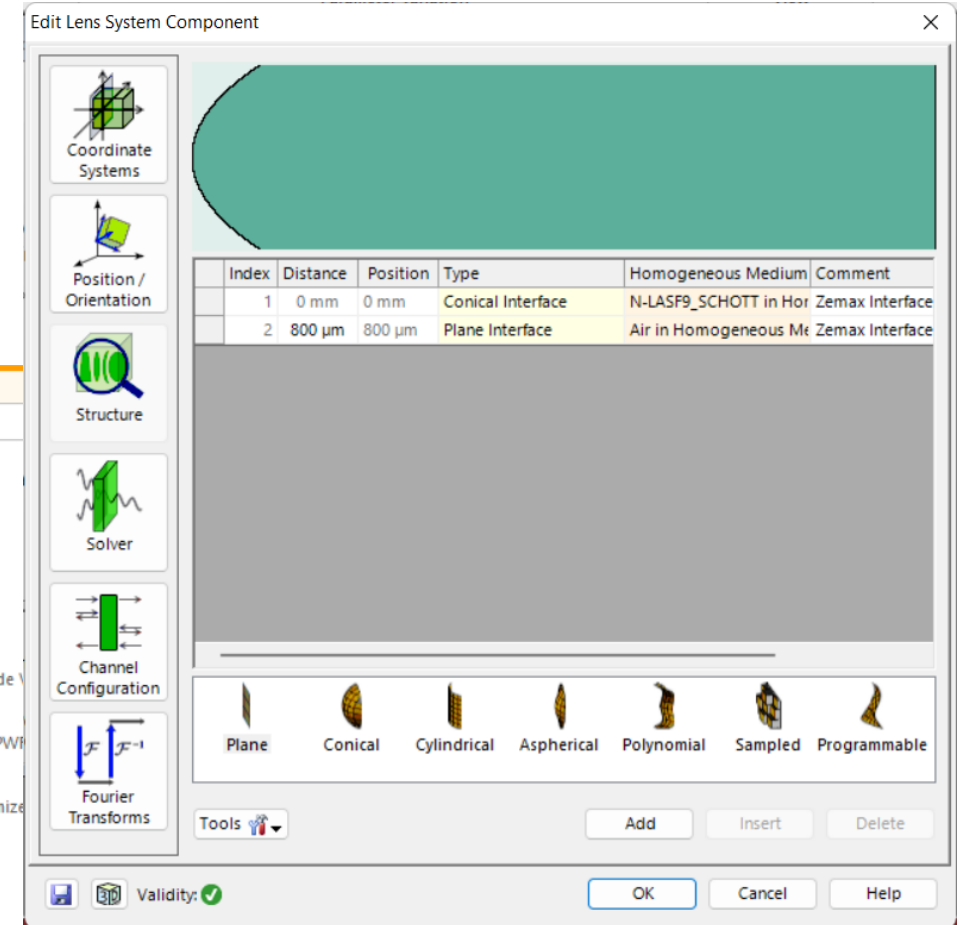 Edit Lens System Component
Coordinate
Systems
Position /
Orientation
Structure
Solver
Channel
Configuration
Fourier
Transforms
Index Distance Position Type Homogeneous Medium Comment
1 0 mm 0 mm Conical Interface N-LASF9_SCHOTT in Hor Zemax Interface
2 800 µm 800 µm Plane Interface Air in Homogeneous Me Zemax Interface
Plane Conical Cylindrical Aspherical Polynomial Sampled Programmable
Tools Add Insert Delete
3D Validity: OK Cancel Help